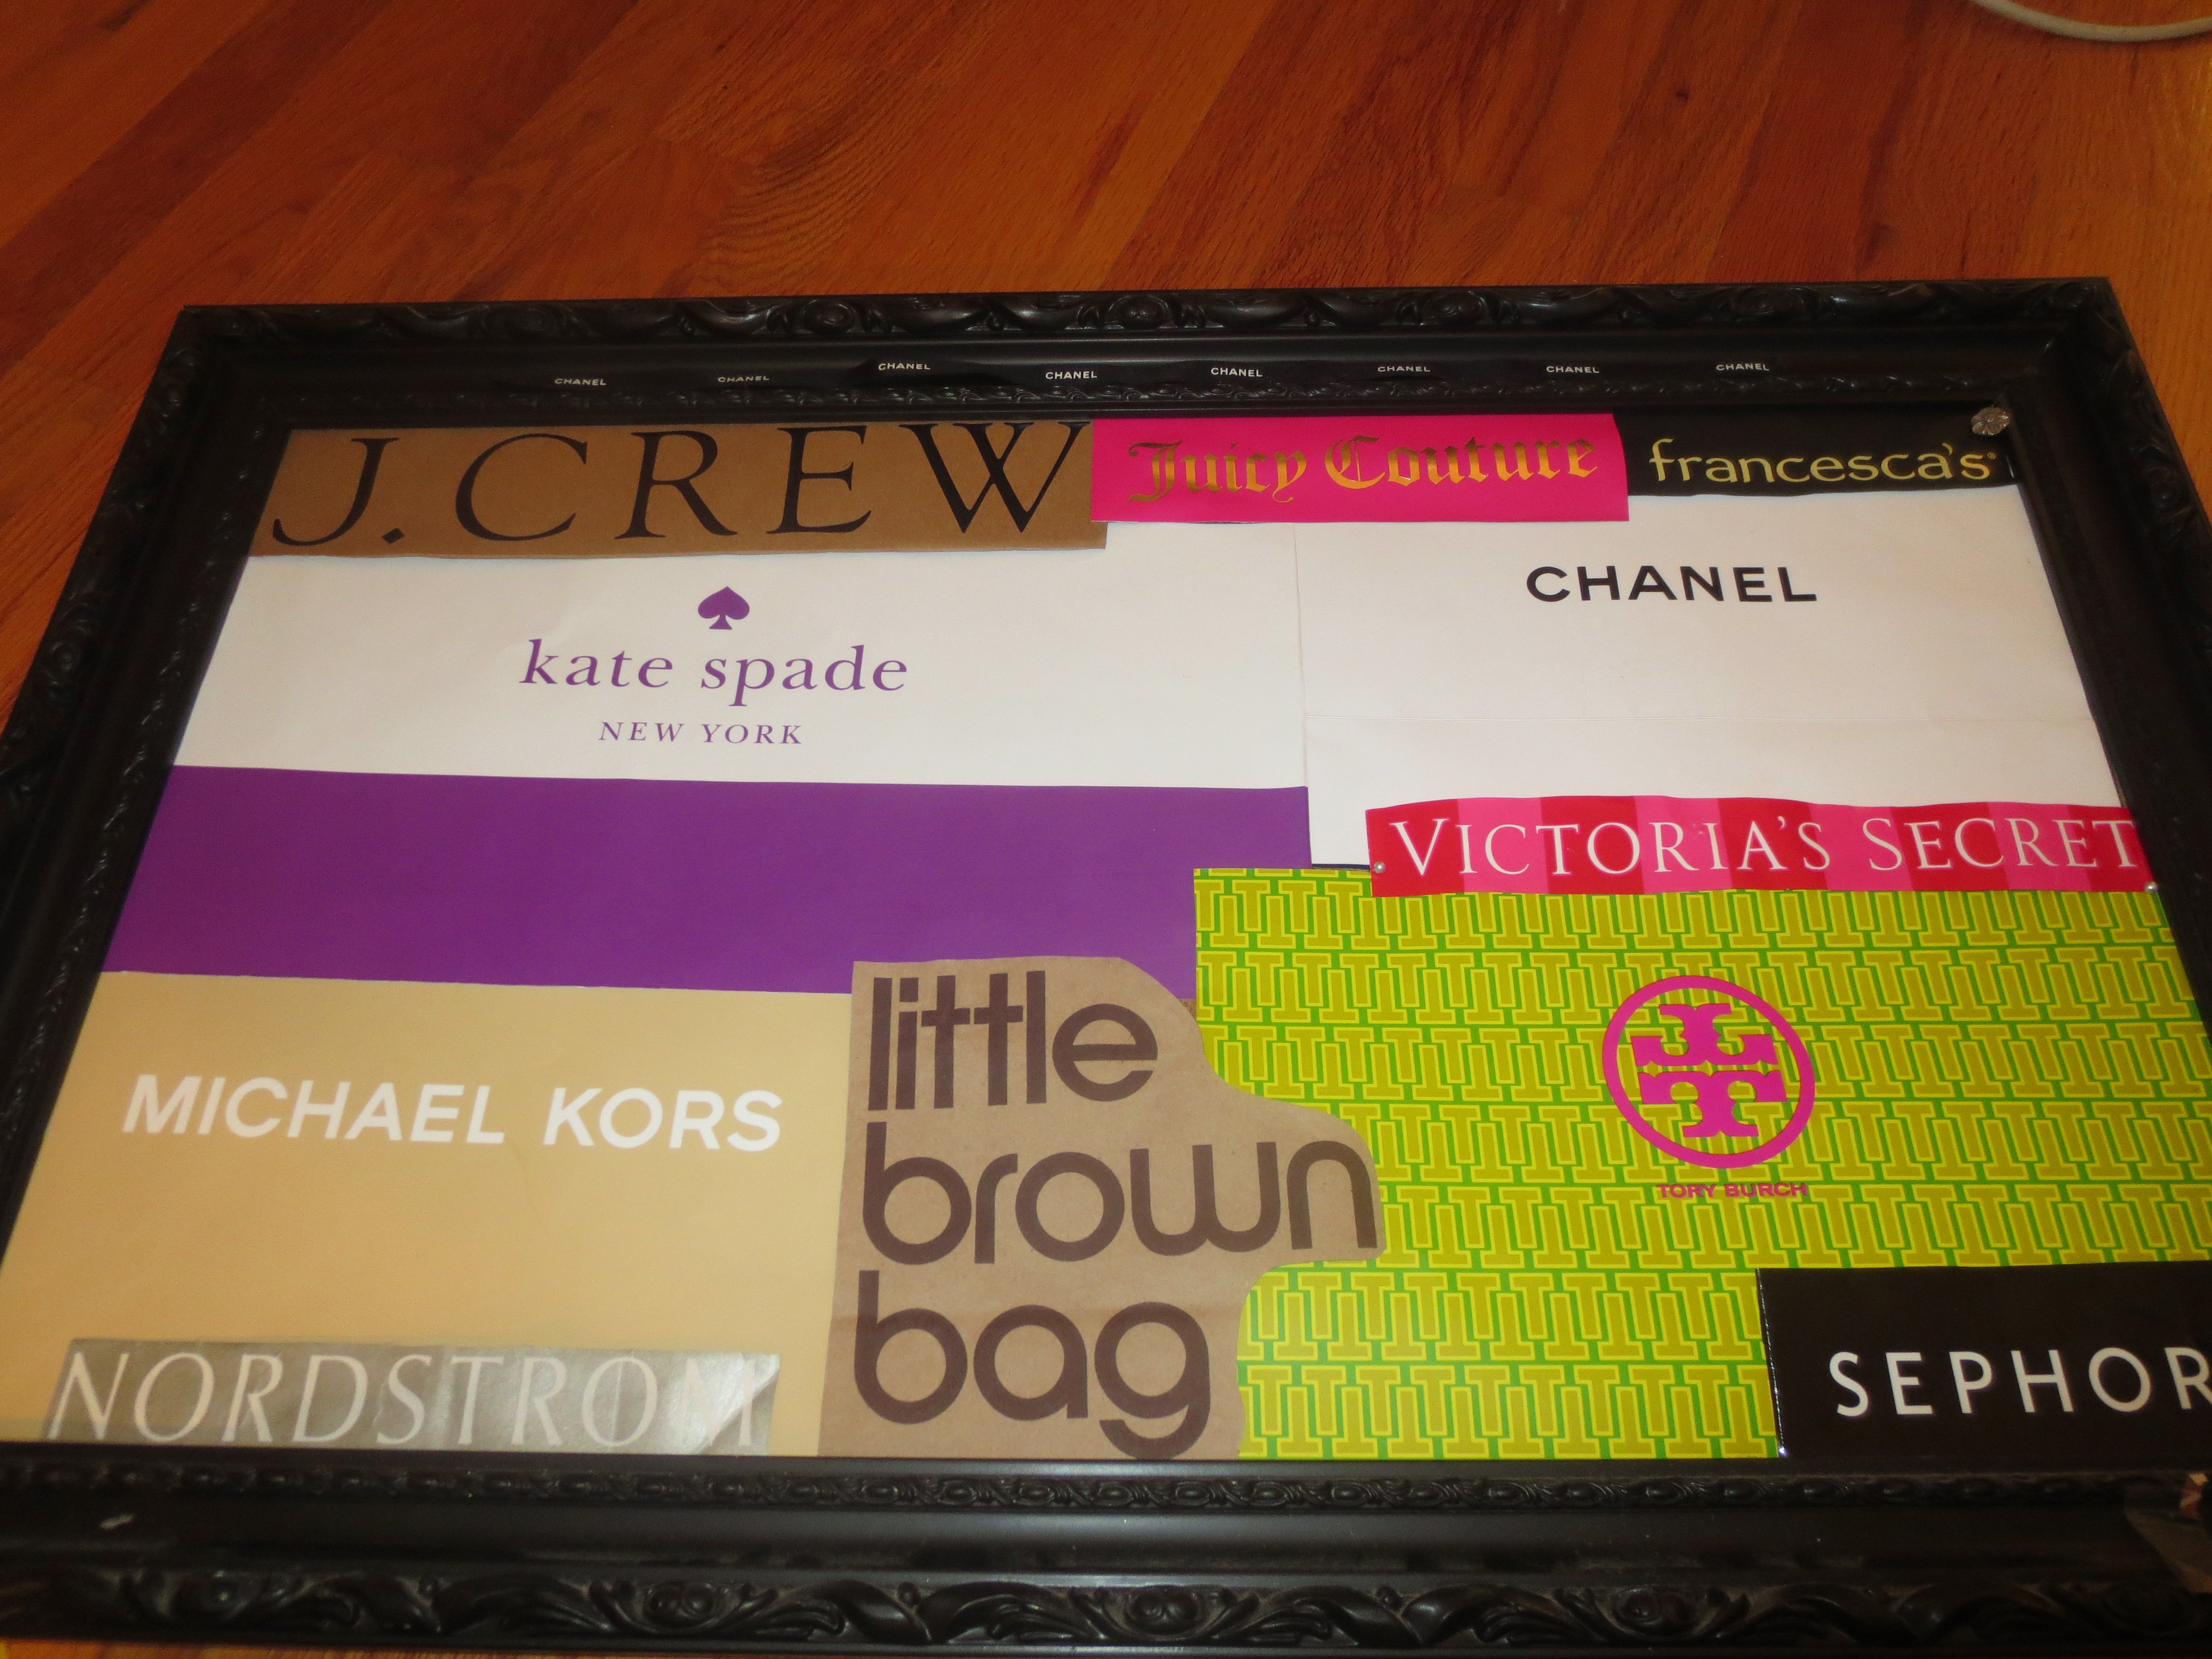 CHANEL CHANEL CHANEL CHANEL CHANEL CHANEL CHANEL CHANEL
J.CREW
Juicy Couture
francesca's
CHANEL
kate spade
NEW YORK
VICTORIA'S SECRET
MICHAEL KORS
little
brown
bag
TORY BURCH
NORDSTROM
SEPHOR